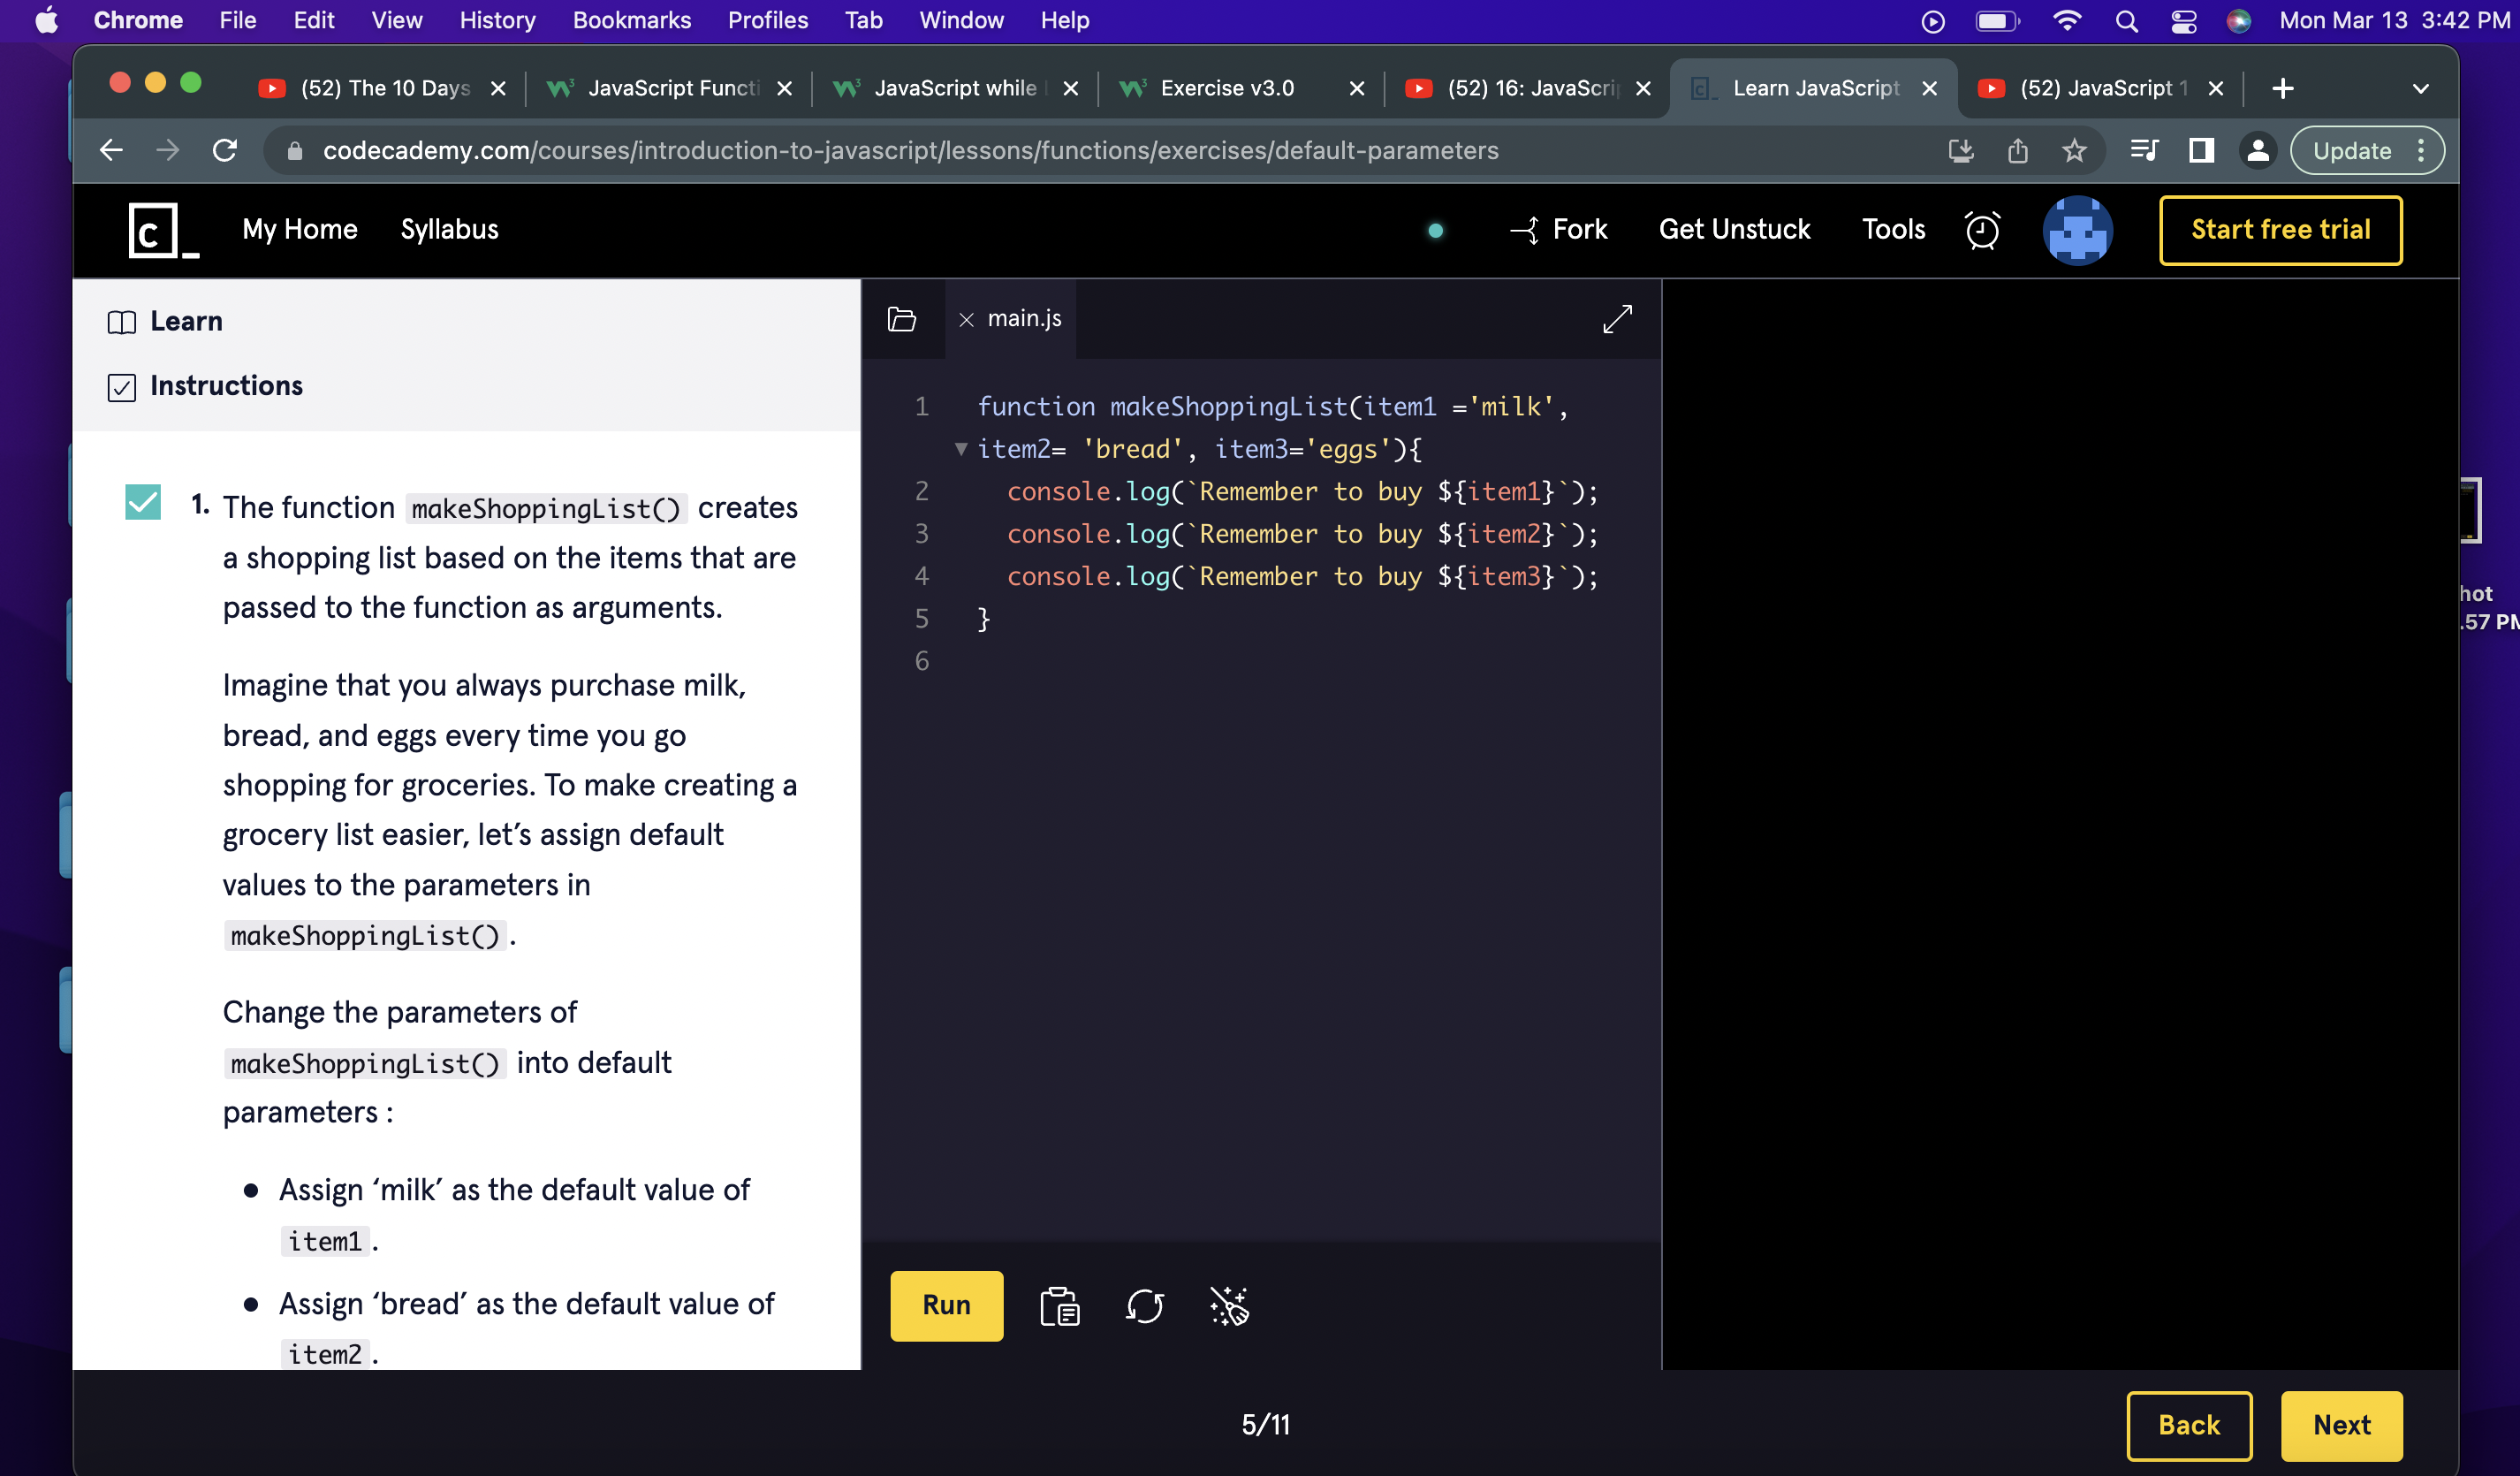 Chrome File Edit View History Bookmarks Profiles Tab Window Help Mon Mar 13 3:42 PM
(52) The 10 Days JavaScript Functi JavaScript while Exercise v3.0 (52) 16: JavaScri Learn JavaScript (52) JavaScript 1
codecademy.com/courses/introduction-to-javascript/lessons/functions/exercises/default-parameters Update
C_ My Home Syllabus Fork Get Unstuck Tools Start free trial
Learn
Instructions
1. The function makeShoppingList() creates
a shopping list based on the items that are
passed to the function as arguments.
Imagine that you always purchase milk,
bread, and eggs every time you go
shopping for groceries. To make creating a
grocery list easier, let’s assign default
values to the parameters in
makeShoppingList().
Change the parameters of
makeShoppingList() into default
parameters :
● Assign ‘milk’ as the default value of
item1.
● Assign ‘bread’ as the default value of
item2.
main.js
1 function makeShoppingList(item1 ='milk',
item2= 'bread', item3='eggs'){
2 console.log(`Remember to buy ${item1}`);
3 console.log(`Remember to buy ${item2}`);
4 console.log(`Remember to buy ${item3}`);
5 }
6
Run
hot
.57 PM
5/11
Back Next